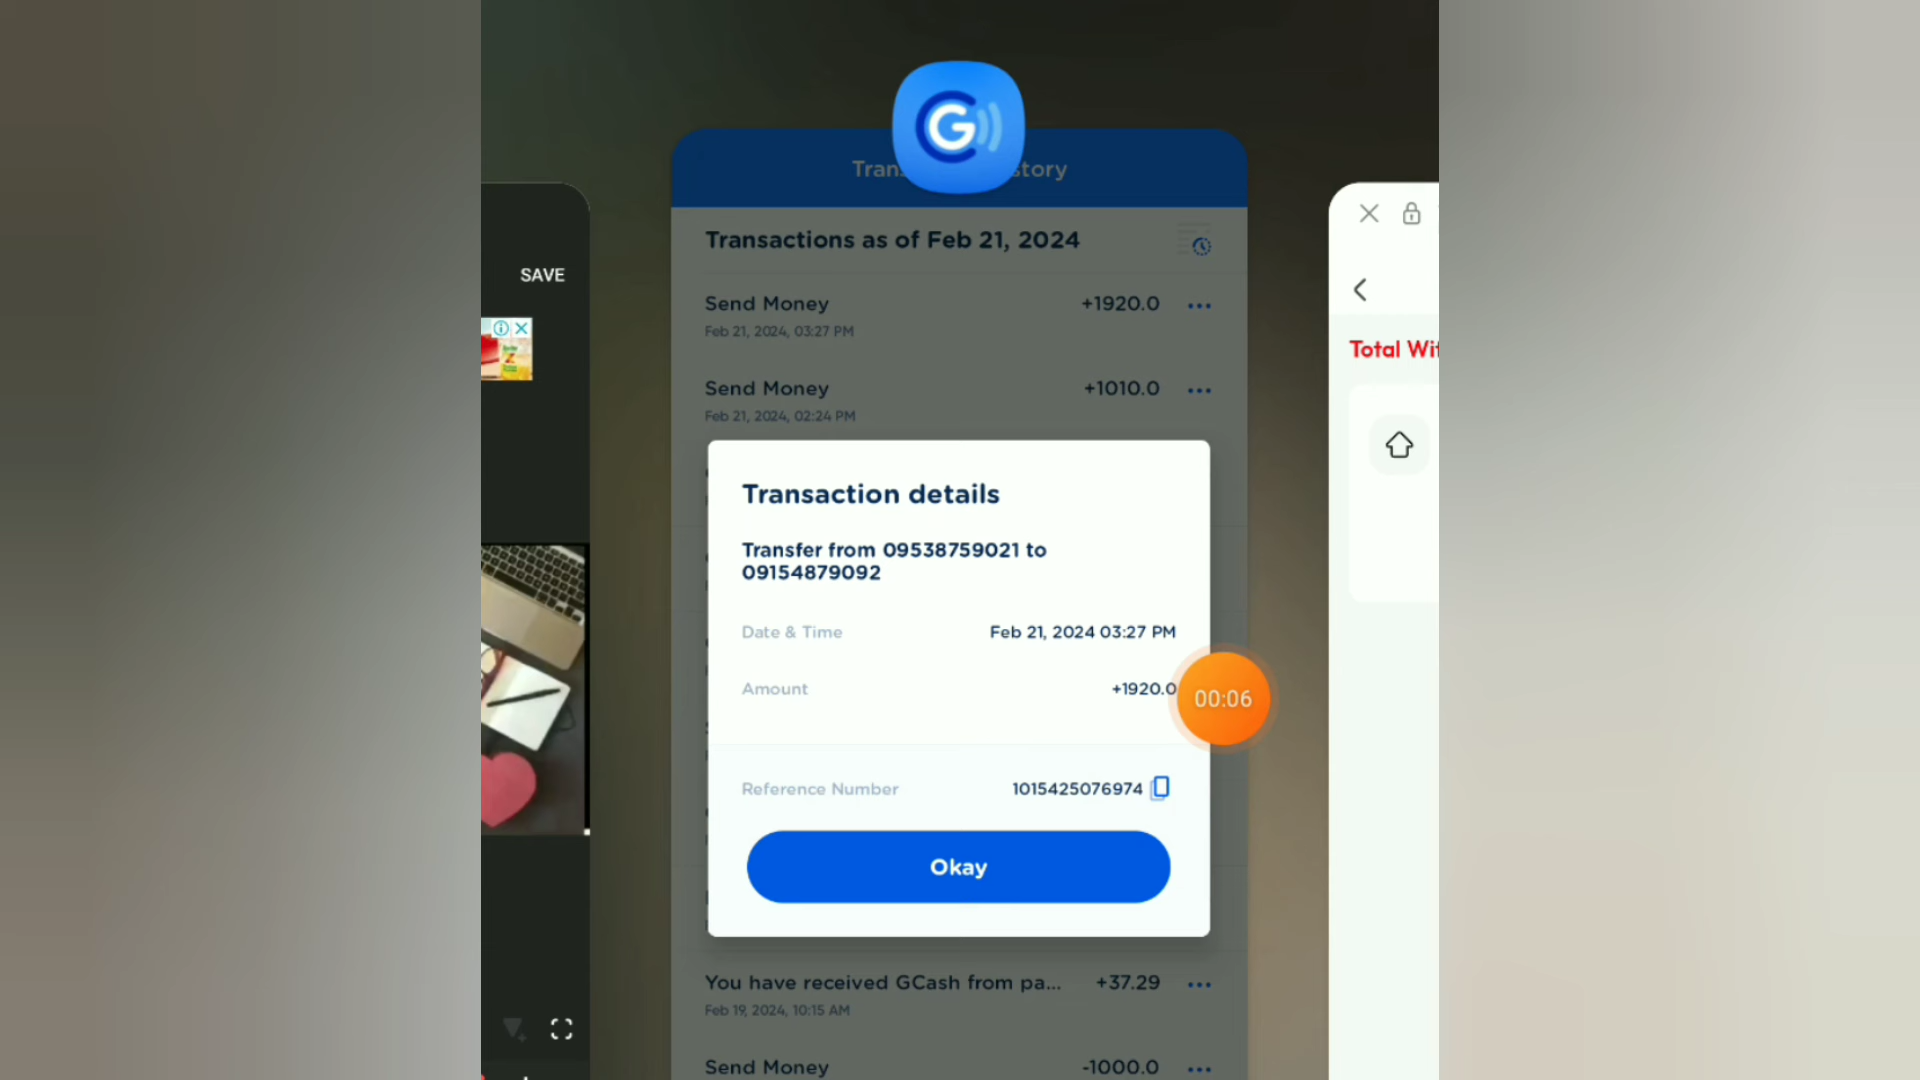 Tran
story
Transactions as of Feb 21, 2024
Send Money +1920.0
Feb 21, 2024, 03:27 PM
Send Money +1010.0
Feb 21, 2024, 02:24 PM
Transaction details
Transfer from 09538759021 to
09154879092
Date & Time Feb 21, 2024 03:27 PM
Amount +1920.0
00:06
Reference Number 1015425076974
Okay
You have received GCash from pa... +37.29
Feb 19, 2024, 10:15 AM
Send Money -1000.0
SAVE
Total Wit
G